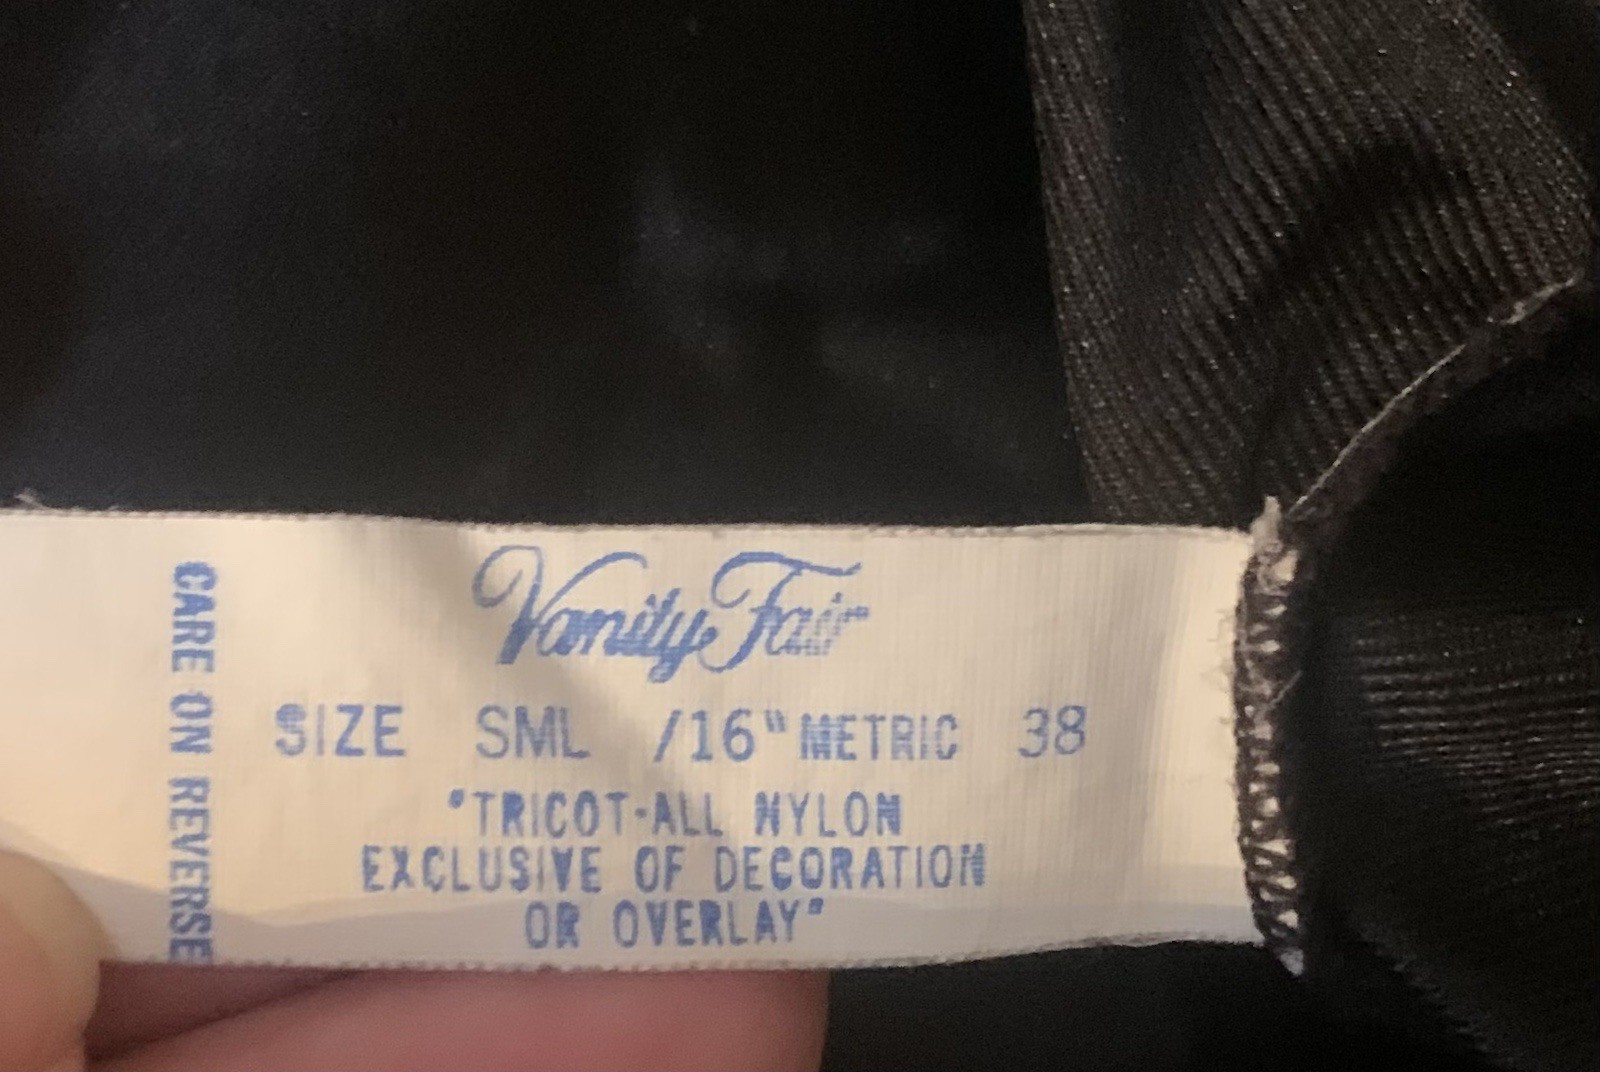 Vanity Fair
SIZE SML /16" METRIC 38
"TRICOT-ALL NYLON
EXCLUSIVE OF DECORATION
OR OVERLAY"
CARE ON REVERSE